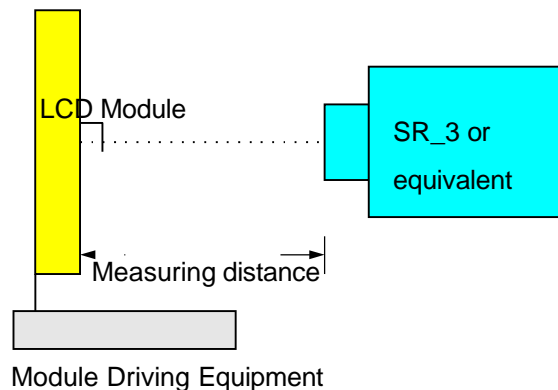 LCD Module
SR_3 or
equivalent
Measuring distance
Module Driving Equipment